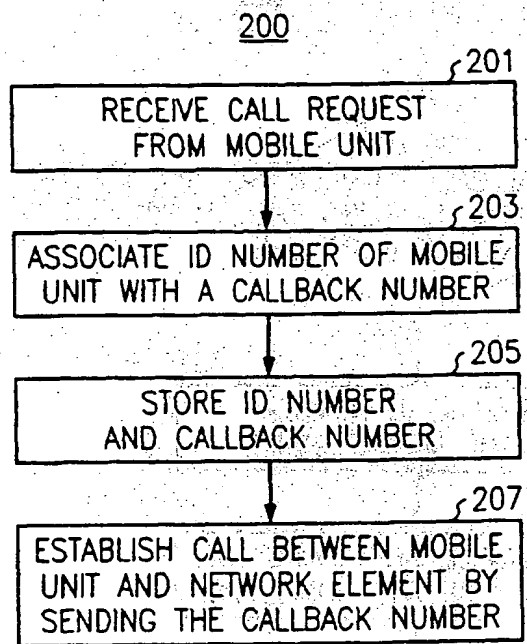 200
201
RECEIVE CALL REQUEST
FROM MOBILE UNIT
203
ASSOCIATE ID NUMBER OF MOBILE
UNIT WITH A CALLBACK NUMBER
205
STORE ID NUMBER
AND CALLBACK NUMBER
207
ESTABLISH CALL BETWEEN MOBILE
UNIT AND NETWORK ELEMENT BY
SENDING THE CALLBACK NUMBER